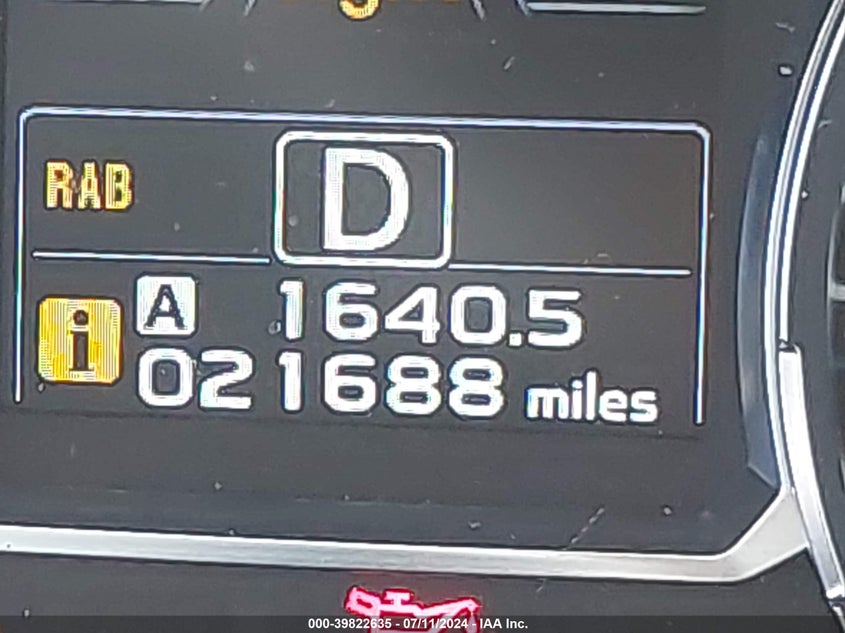 RAB
D
A 1640.5
i 021688 miles
000-39822635 - 07/11/2024 - IAA Inc.